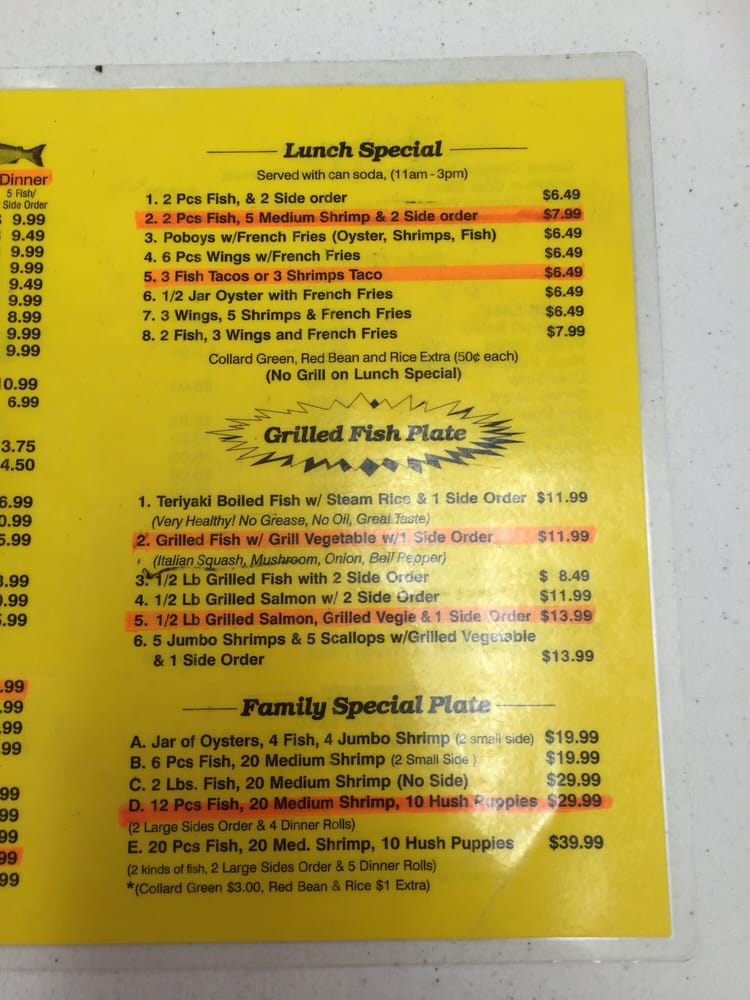 Dinner
5 Fish/
Side Order
9.99
9.49
9.99
9.99
9.49
9.99
8.99
9.99
9.99
0.99
6.99
3.75
4.50
6.99
0.99
5.99
3.99
0.99
.99
.99
.99
.99
.99
99
99
99
99
99
Lunch Special
Served with can soda, (11am - 3pm)
1. 2 Pcs Fish, & 2 Side order $6.49
2. 2 Pcs Fish, 5 Medium Shrimp & 2 Side order $7.99
3. Poboys w/French Fries (Oyster, Shrimps, Fish) $6.49
4. 6 Pcs Wings w/French Fries $6.49
5. 3 Fish Tacos or 3 Shrimps Taco $6.49
6. 1/2 Jar Oyster with French Fries $6.49
7. 3 Wings, 5 Shrimps & French Fries $6.49
8. 2 Fish, 3 Wings and French Fries $7.99
Collard Green, Red Bean and Rice Extra (50¢ each)
(No Grill on Lunch Special)
Grilled Fish Plate
1. Teriyaki Boiled Fish w/ Steam Rice & 1 Side Order $11.99
(Very Healthy! No Grease, No Oil, Great Taste)
2. Grilled Fish w/ Grill Vegetable w/1 Side Order $11.99
(Italian Squash, Mushroom, Onion, Bell Pepper)
3. 1/2 Lb Grilled Fish with 2 Side Order $ 8.49
4. 1/2 Lb Grilled Salmon w/ 2 Side Order $11.99
5. 1/2 Lb Grilled Salmon, Grilled Vegie & 1 Side Order $13.99
6. 5 Jumbo Shrimps & 5 Scallops w/Grilled Vegetable
& 1 Side Order $13.99
Family Special Plate
A. Jar of Oysters, 4 Fish, 4 Jumbo Shrimp (2 small side) $19.99
B. 6 Pcs Fish, 20 Medium Shrimp (2 Small Side ) $19.99
C. 2 Lbs. Fish, 20 Medium Shrimp (No Side) $29.99
D. 12 Pcs Fish, 20 Medium Shrimp, 10 Hush Puppies $29.99
(2 Large Sides Order & 4 Dinner Rolls)
E. 20 Pcs Fish, 20 Med. Shrimp, 10 Hush Puppies $39.99
(2 kinds of fish, 2 Large Sides Order & 5 Dinner Rolls)
*(Collard Green $3.00, Red Bean & Rice $1 Extra)